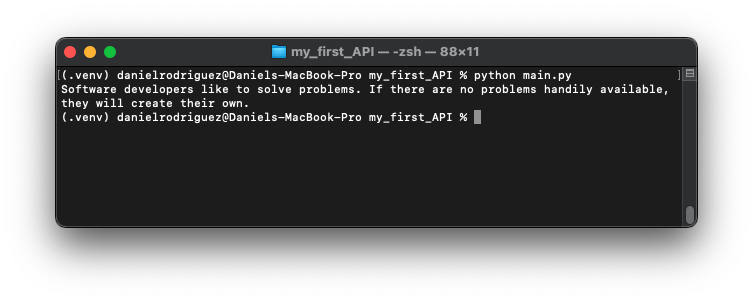 my_first_API — -zsh — 88×11
[(.venv) danielrodriguez@Daniels-MacBook-Pro my_first_API % python main.py ]
Software developers like to solve problems. If there are no problems handily available,
they will create their own.
(.venv) danielrodriguez@Daniels-MacBook-Pro my_first_API %